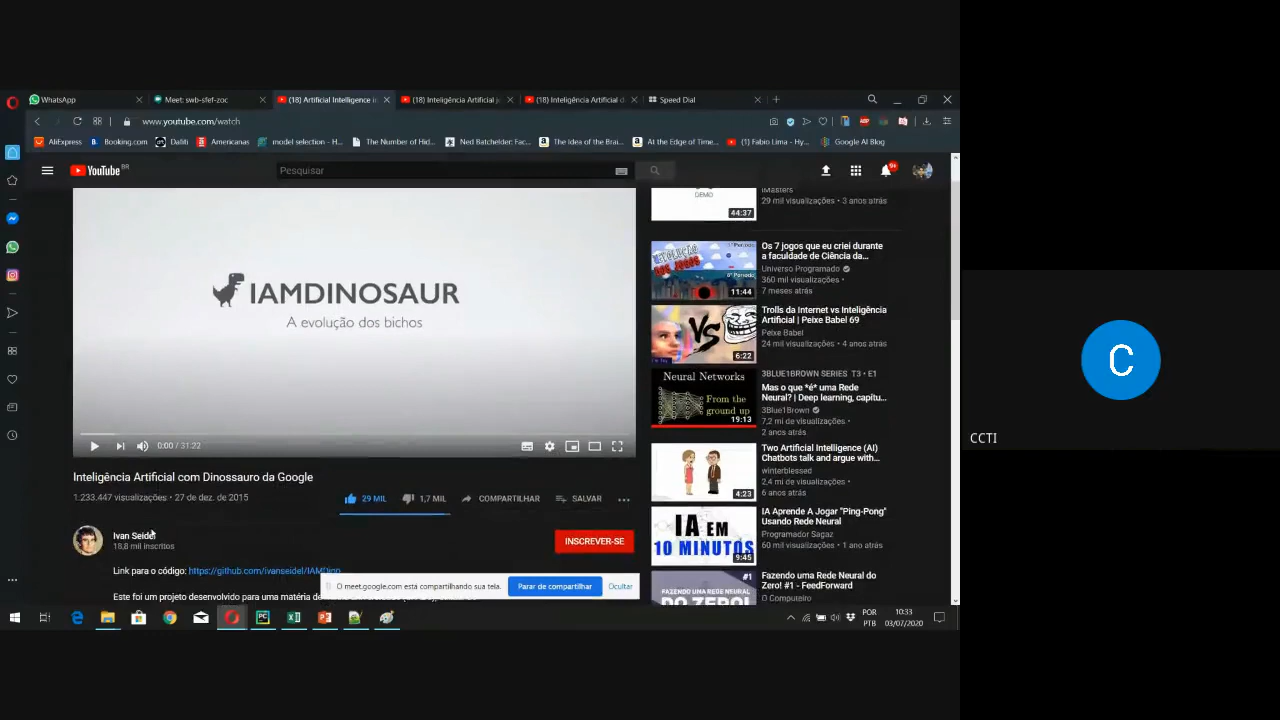 WhatsApp
Meet: swb-sfef-zoc
(18) Artificial Intelligence in
(18) Inteligência Artificial
(18) Inteligência Artificial d
Speed Dial
www.youtube.com/watch
AliExpress
Booking.com
Dafiti
Americanas
model selection - H...
The Number of Hid...
Ned Batchelder: Fac...
The Idea of the Brai...
At the Edge of Time...
(1) Fabio Lima - Hy...
Google AI Blog
YouTube BR
Pesquisar
9+
IAMDINOSAUR
A evolução dos bichos
0:00 / 31:22
Inteligência Artificial com Dinossauro da Google
1.233.447 visualizações • 27 de dez. de 2015
29 MIL
1,7 MIL
COMPARTILHAR
SALVAR
Ivan Seidel
18,8 mil inscritos
INSCREVER-SE
Link para o código: https://github.com/ivanseidel/IAMDino
Este foi um projeto desenvolvido para uma matéria de
O meet.google.com está compartilhando sua tela.
Parar de compartilhar
Ocultar
DEMO
44:37
iMasters
29 mil visualizações • 3 anos atrás
11:44
Os 7 jogos que eu criei durante
a faculdade de Ciência da...
Universo Programado
360 mil visualizações •
7 meses atrás
VS
6:22
Trolls da Internet vs Inteligência
Artificial | Peixe Babel 69
Peixe Babel
24 mil visualizações • 4 anos atrás
Neural Networks
From the
ground up
19:13
3BLUE1BROWN SERIES T3 • E1
Mas o que *é* uma Rede
Neural? | Deep learning, capítu...
3Blue1Brown
7,2 mi de visualizações •
2 anos atrás
4:23
Two Artificial Intelligence (AI)
Chatbots talk and argue with...
winterblessed
2,4 mi de visualizações •
6 anos atrás
IA EM
10 MINUTOS
9:45
IA Aprende A Jogar "Ping-Pong"
Usando Rede Neural
Programador Sagaz
60 mil visualizações • 1 ano atrás
#1
FAZENDO UMA REDE NEURAL
DO ZERO!
Fazendo uma Rede Neural do
Zero! #1 - FeedForward
O Computeiro
POR
PTB
10:33
03/07/2020
C
CCTI